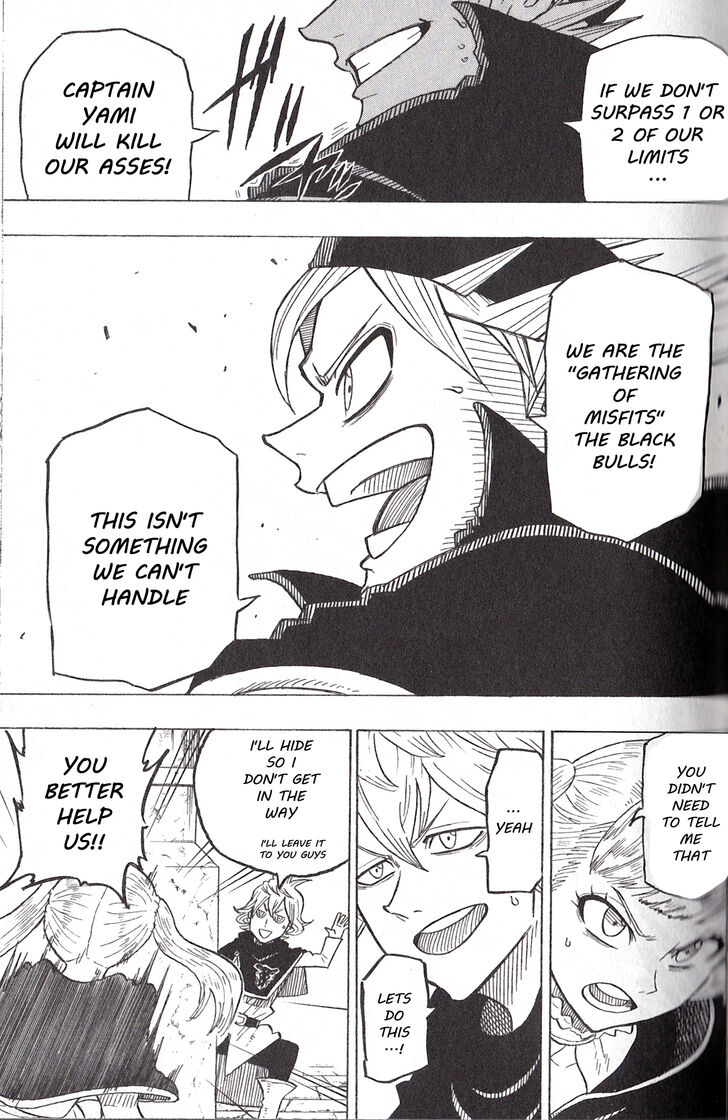 IF WE DON'T
SURPASS 1 OR
2 OF OUR
LIMITS
...
CAPTAIN
YAMI
WILL KILL
OUR ASSES!
WE ARE THE
"GATHERING
OF
MISFITS"
THE BLACK
BULLS!
THIS ISN'T
SOMETHING
WE CAN'T
HANDLE
YOU
DIDN'T
NEED
TO TELL
ME
THAT
...
YEAH
LETS
DO
THIS
...!
I'LL HIDE
SO I
DON'T GET
IN THE
WAY
I'LL LEAVE IT
TO YOU GUYS
YOU
BETTER
HELP
US!!